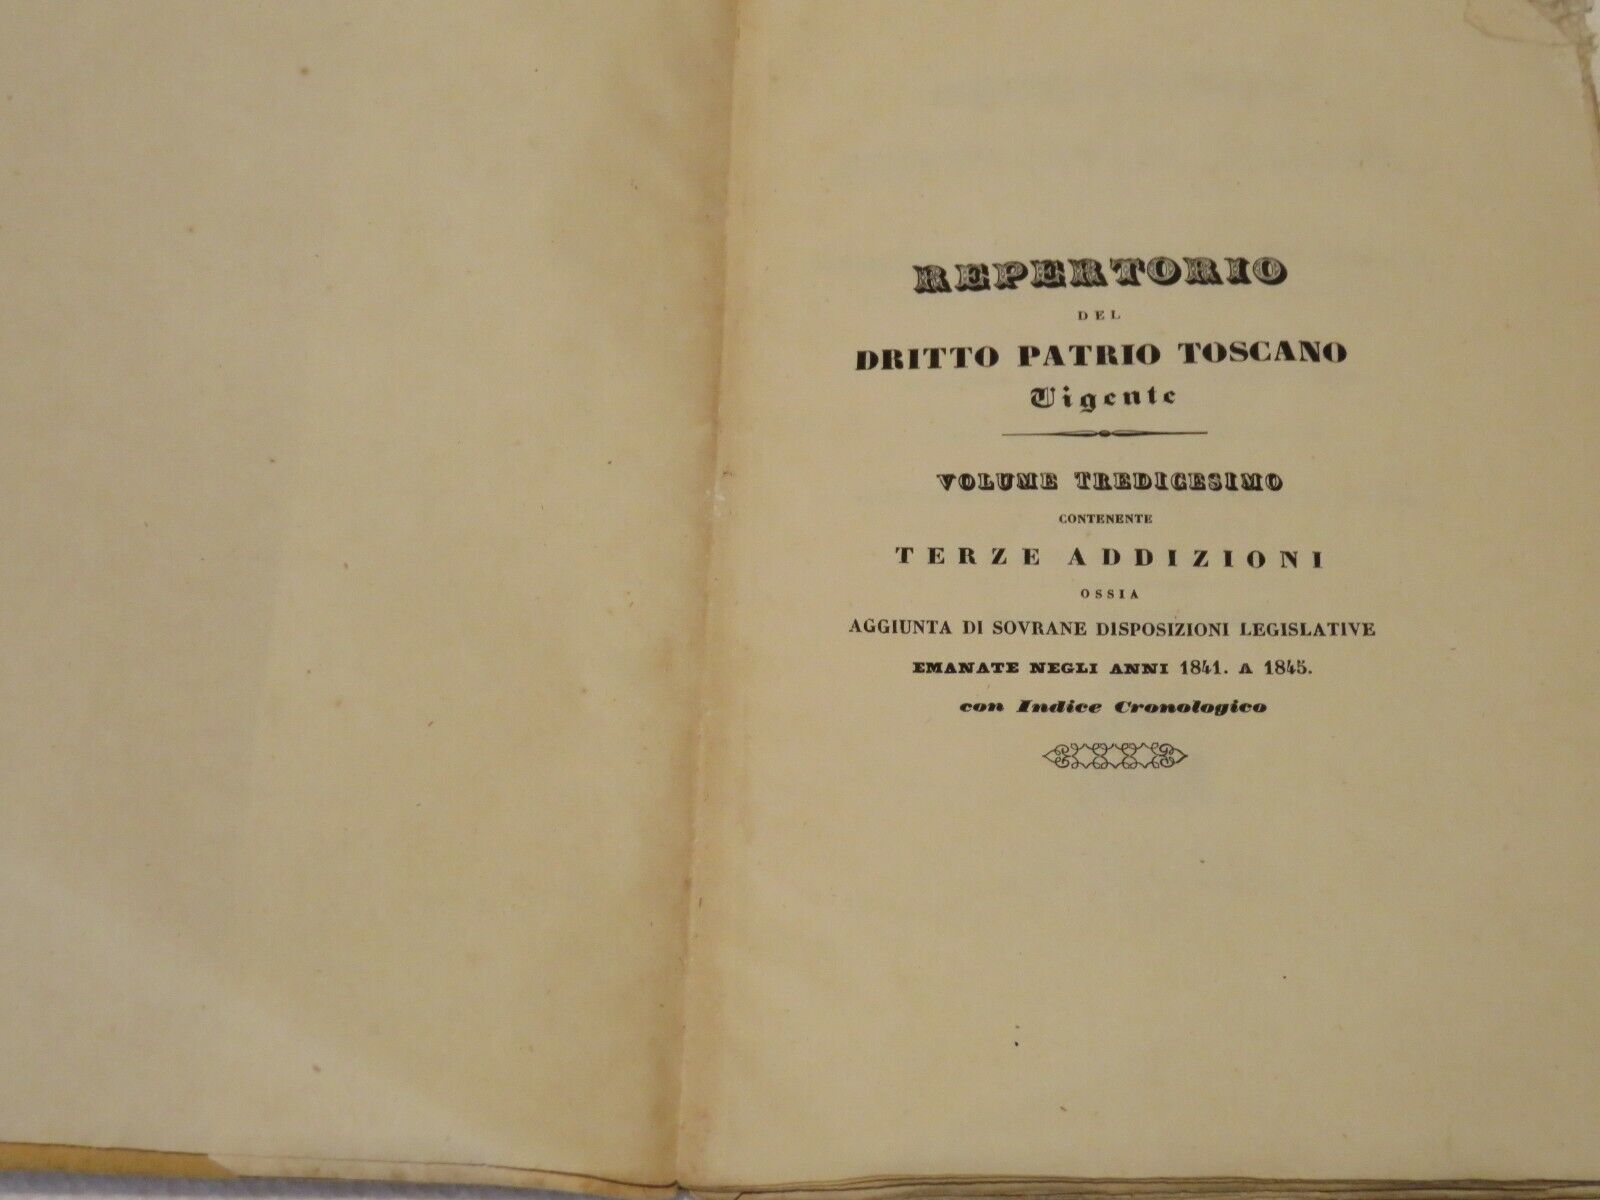 REPERTORIO
DEL
DRITTO PATRIO TOSCANO
Vigente
VOLUME TREDICESIMO
CONTENENTE
TERZE ADDIZIONI
OSSIA
AGGIUNTA DI SOVRANE DISPOSIZIONI LEGISLATIVE
EMANATE NEGLI ANNI 1841. A 1845.
con Indice Cronologico